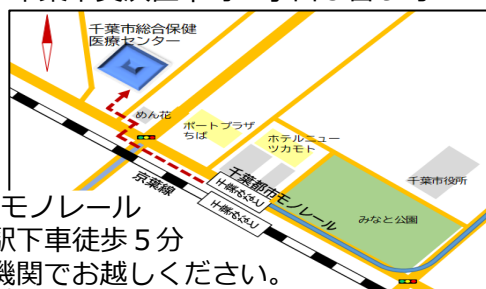 千葉市総合保健
医療センター
めん花
ポートプラザ
ちば
ホテルニュー
ツカモト
千葉都市モノレール
千葉市役所
京葉線
千葉みなと
千葉みなと
みなと公園
モノレール
駅下車徒歩５分
機関でお越しください。